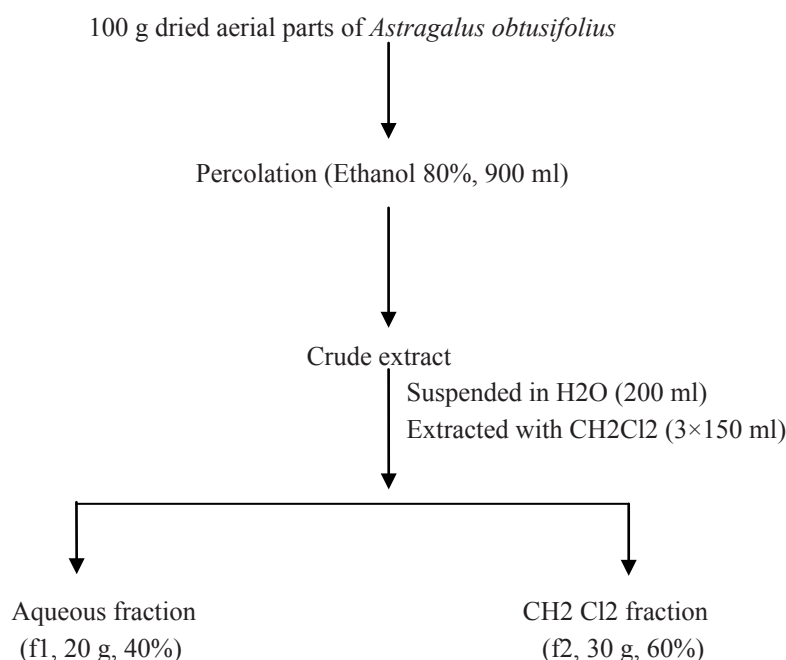 100 g dried aerial parts of Astragalus obtusifolius
Percolation (Ethanol 80%, 900 ml)
Crude extract
Suspended in H2O (200 ml)
Extracted with CH2Cl2 (3×150 ml)
Aqueous fraction
(f1, 20 g, 40%)
CH2 Cl2 fraction
(f2, 30 g, 60%)